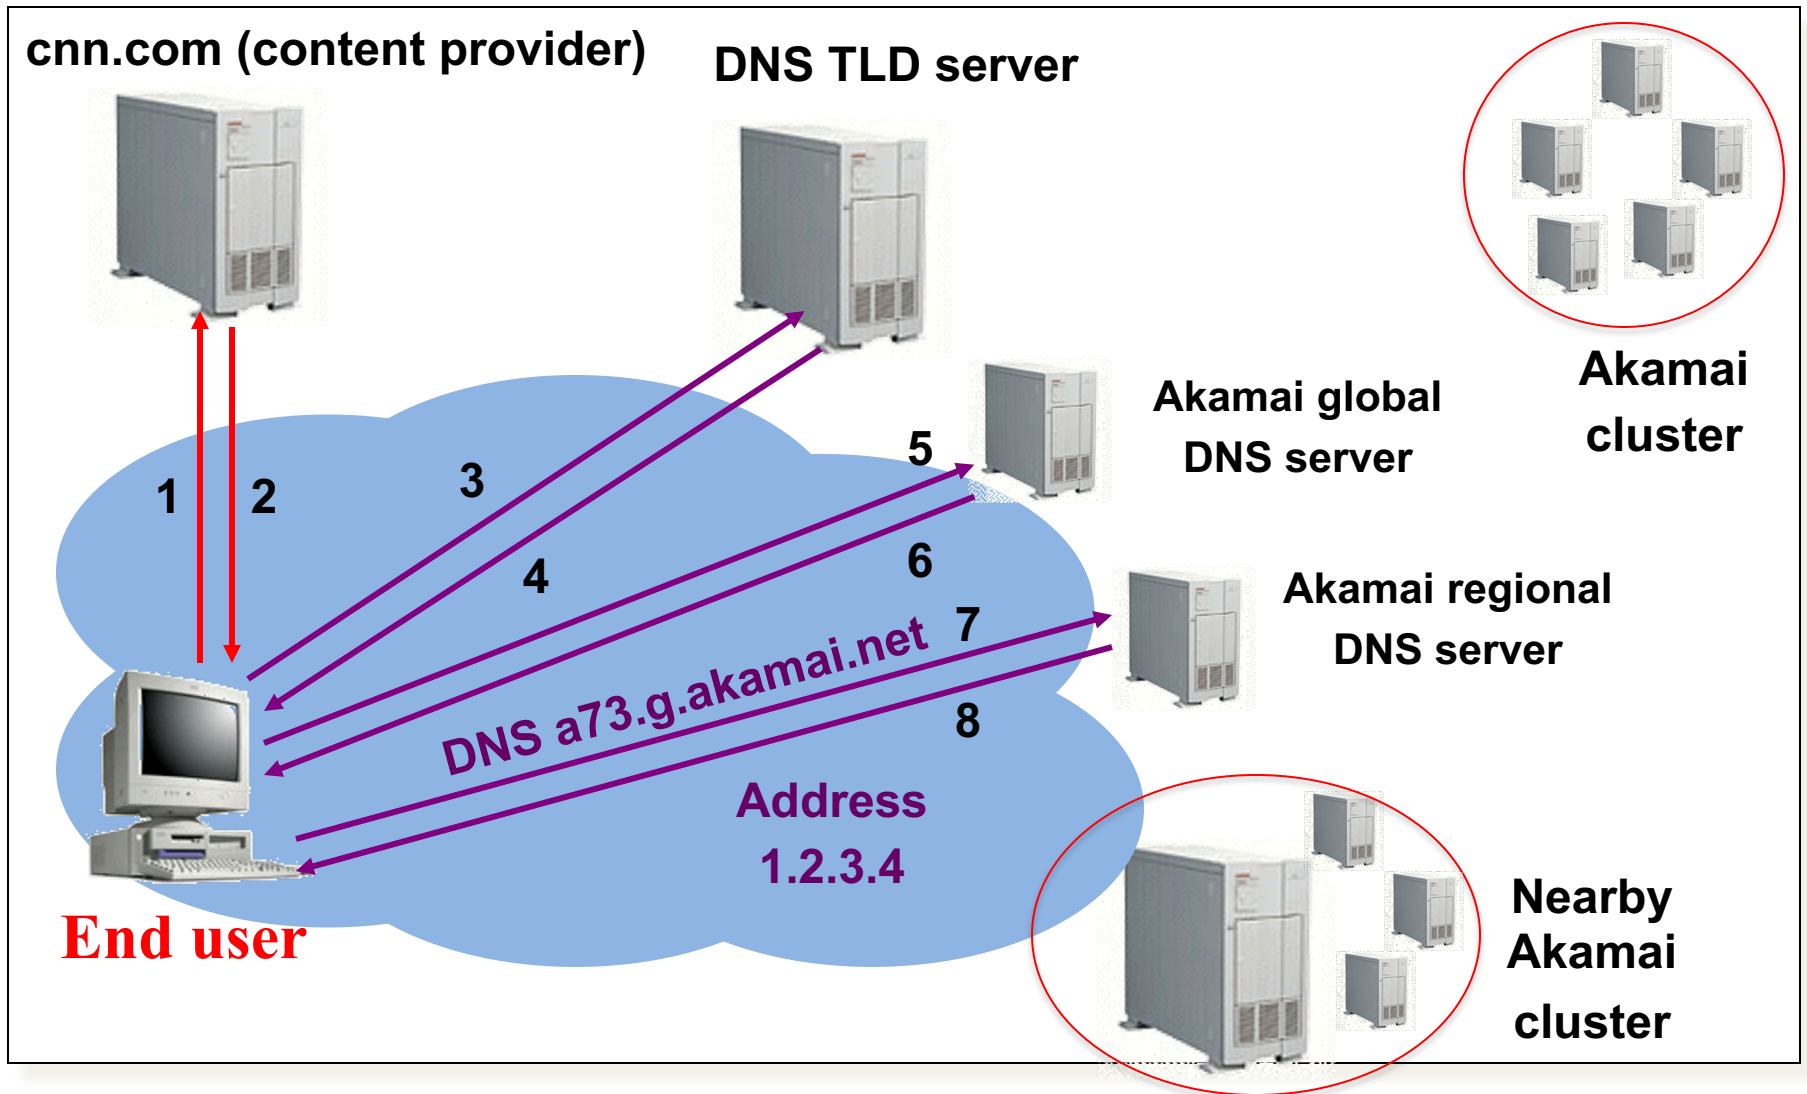 cnn.com (content provider)
DNS TLD server
Akamai
cluster
Akamai global
DNS server
1
2
3
4
5
6
Akamai regional
DNS server
7
8
DNS a73.g.akamai.net
Address
1.2.3.4
End user
Nearby
Akamai
cluster